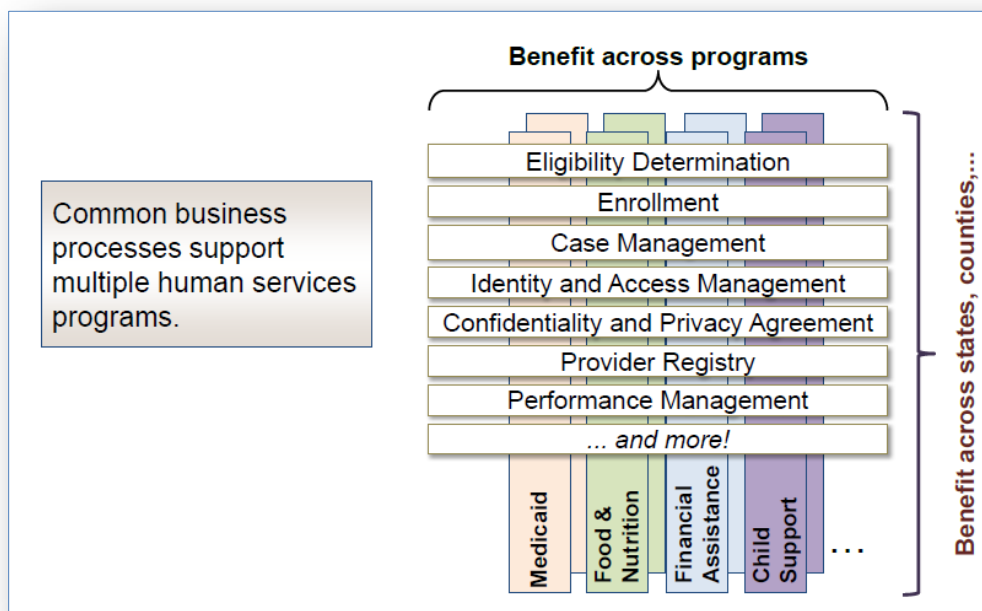 Benefit across programs
Eligibility Determination
Enrollment
Case Management
Identity and Access Management
Confidentiality and Privacy Agreement
Provider Registry
Performance Management
... and more!
Common business
processes support
multiple human services
programs.
Medicaid
Food &
Nutrition
Financial
Assistance
Child
Support
...
Benefit across states, counties,...